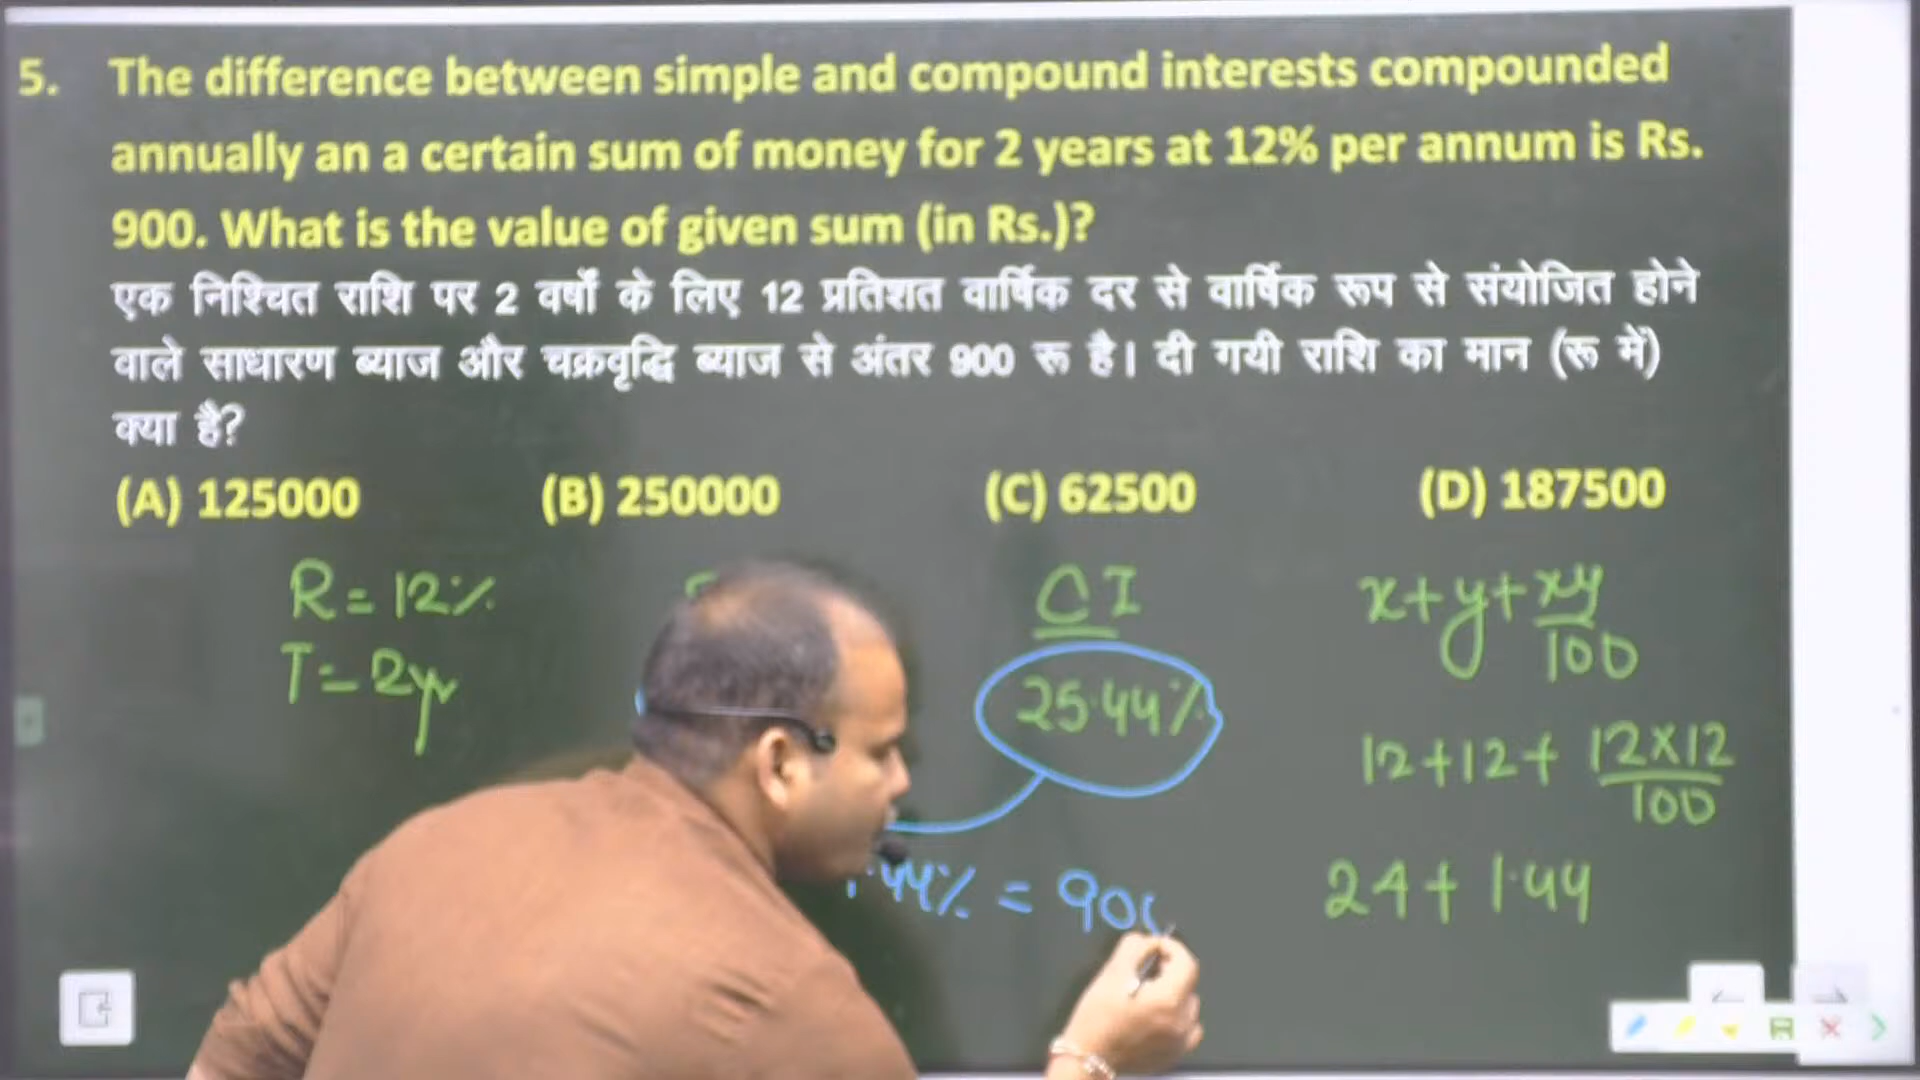 5. The difference between simple and compound interests compounded
annually an a certain sum of money for 2 years at 12% per annum is Rs.
900. What is the value of given sum (in Rs.)?
एक निश्चित राशि पर 2 वर्षों के लिए 12 प्रतिशत वार्षिक दर से वार्षिक रूप से संयोजित होने
वाले साधारण ब्याज और चक्रवृद्धि ब्याज से अंतर 900 रू है। दी गयी राशि का मान (रू में)
क्या है?
(A) 125000 (B) 250000 (C) 62500 (D) 187500
R = 12% CI x+y+xy/100
T = 2yr 25.44% 12+12+12×12/100
.44% = 900 24+1.44